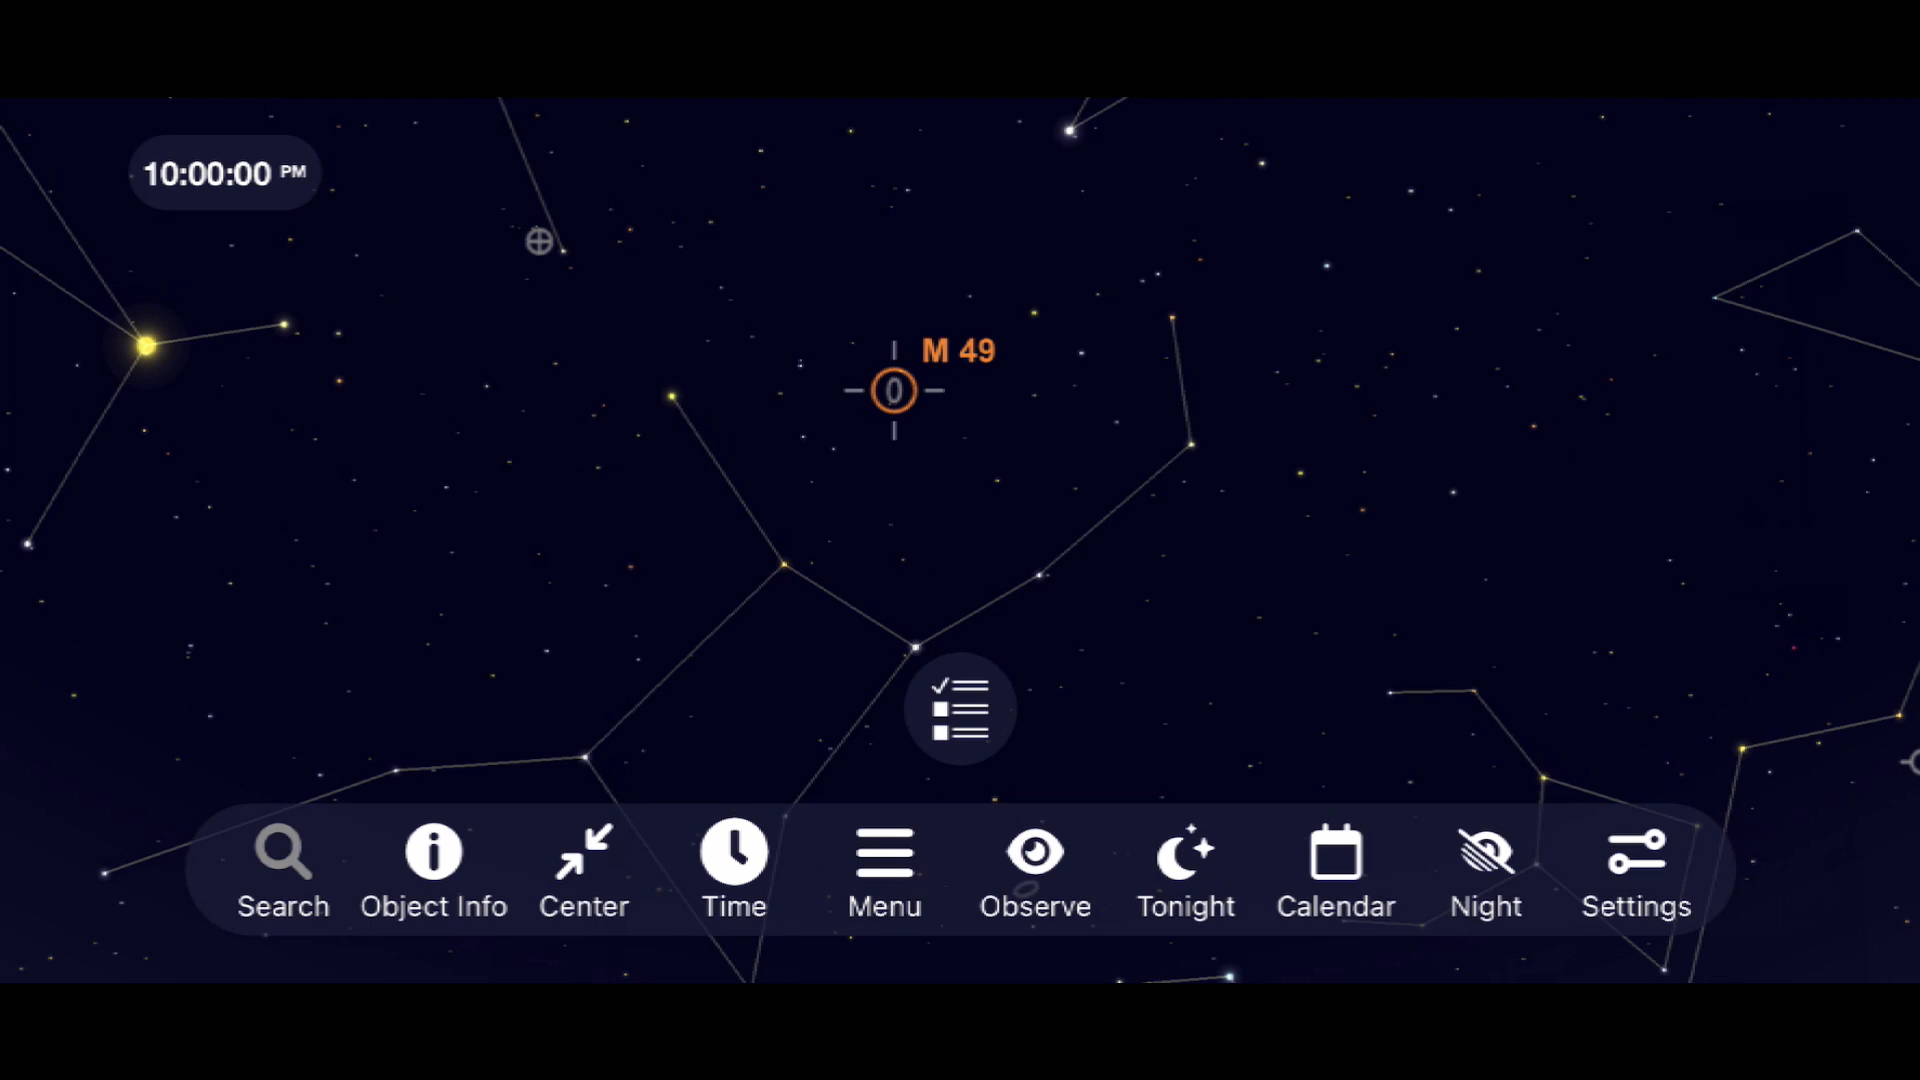 10:00:00 PM
M 49
Search Object Info Center Time Menu Observe Tonight Calendar Night Settings